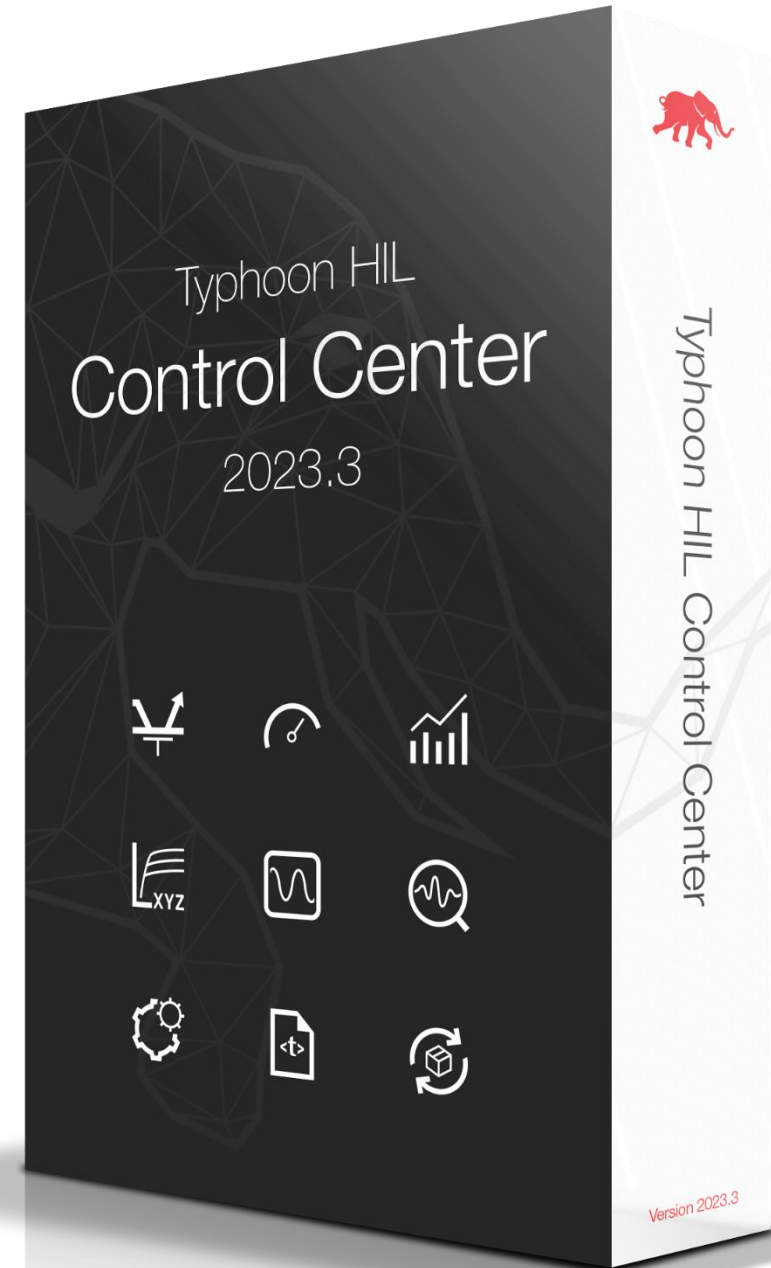 Typhoon HIL
Control Center
2023.3
XYZ
<t>
Typhoon HIL Control Center
Version 2023.3